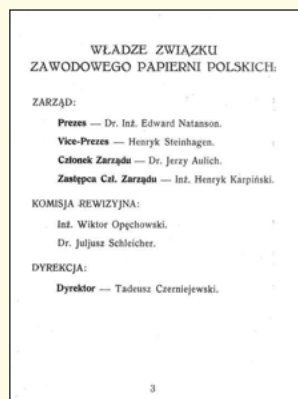 WŁADZE ZWIĄZKU
ZAWODOWEGO PAPIERNI POLSKICH:
ZARZĄD:
Prezes — Dr. Inż. Edward Natanson.
Vice-Prezes — Henryk Steinhagen.
Członek Zarządu — Dr. Jerzy Aulich.
Zastępca Czł. Zarządu — Inż. Henryk Karpiński.
KOMISJA REWIZYJNA:
Inż. Wiktor Opęchowski.
Dr. Juljusz Schleicher.
DYREKCJA:
Dyrektor — Tadeusz Czerniejewski.
3